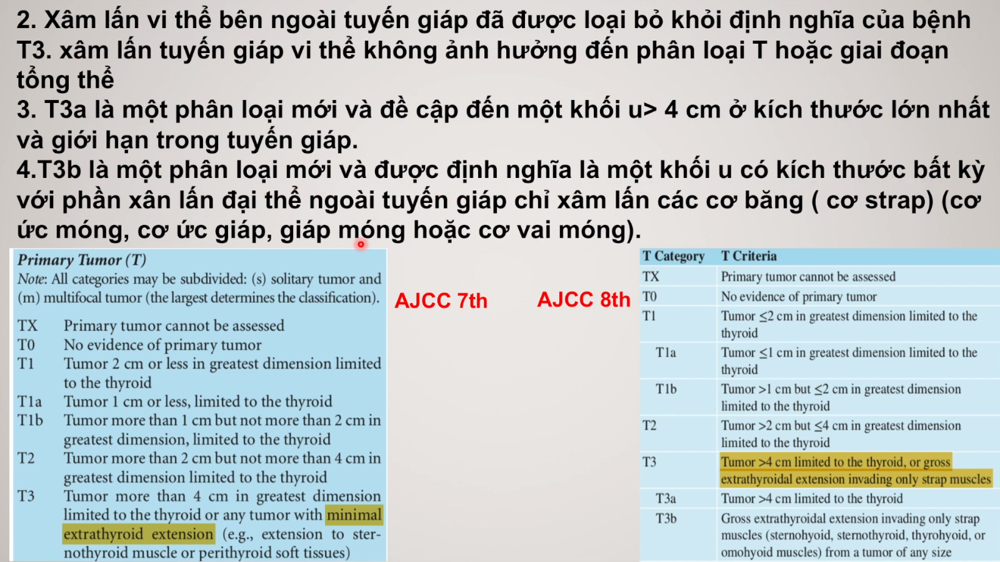 2. Xâm lấn vi thể bên ngoài tuyến giáp đã được loại bỏ khỏi định nghĩa của bệnh
T3. xâm lấn tuyến giáp vi thể không ảnh hưởng đến phân loại T hoặc giai đoạn
tổng thể
3. T3a là một phân loại mới và đề cập đến một khối u> 4 cm ở kích thước lớn nhất
và giới hạn trong tuyến giáp.
4.T3b là một phân loại mới và được định nghĩa là một khối u có kích thước bất kỳ
với phần xân lấn đại thể ngoài tuyến giáp chỉ xâm lấn các cơ băng ( cơ strap) (cơ
ức móng, cơ ức giáp, giáp móng hoặc cơ vai móng).
Primary Tumor (T)
Note: All categories may be subdivided: (s) solitary tumor and
(m) multifocal tumor (the largest determines the classification).
TX Primary tumor cannot be assessed
T0 No evidence of primary tumor
T1 Tumor 2 cm or less in greatest dimension limited
to the thyroid
T1a Tumor 1 cm or less, limited to the thyroid
T1b Tumor more than 1 cm but not more than 2 cm in
greatest dimension, limited to the thyroid
T2 Tumor more than 2 cm but not more than 4 cm in
greatest dimension limited to the thyroid
T3 Tumor more than 4 cm in greatest dimension
limited to the thyroid or any tumor with minimal
extrathyroid extension (e.g., extension to ster-
nothyroid muscle or perithyroid soft tissues)
AJCC 7th
AJCC 8th
T Category T Criteria
TX Primary tumor cannot be assessed
T0 No evidence of primary tumor
T1 Tumor ≤2 cm in greatest dimension limited to the
thyroid
T1a Tumor ≤1 cm in greatest dimension limited to the
thyroid
T1b Tumor >1 cm but ≤2 cm in greatest dimension
limited to the thyroid
T2 Tumor >2 cm but ≤4 cm in greatest dimension
limited to the thyroid
T3 Tumor >4 cm limited to the thyroid, or gross
extrathyroidal extension invading only strap muscles
T3a Tumor >4 cm limited to the thyroid
T3b Gross extrathyroidal extension invading only strap
muscles (sternohyoid, sternothyroid, thyrohyoid, or
omohyoid muscles) from a tumor of any size